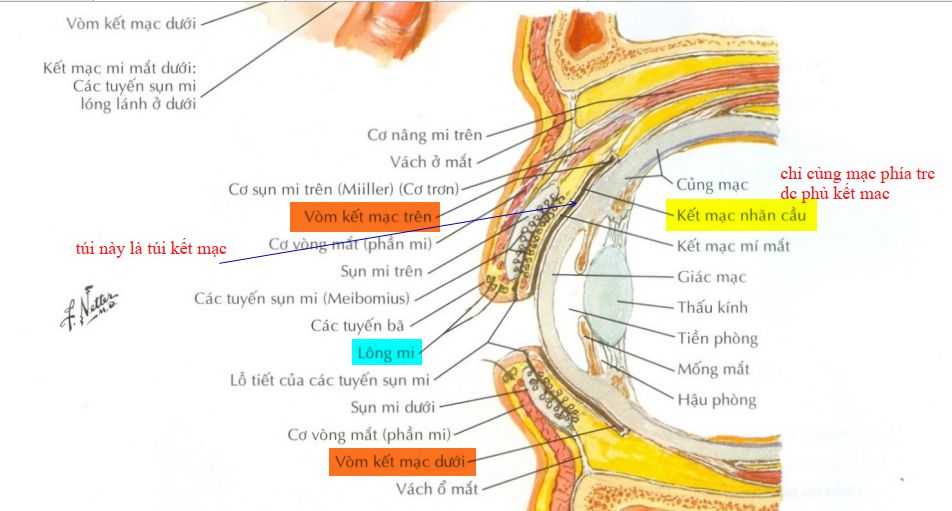 Vòm kết mạc dưới
Kết mạc mi mắt dưới:
Các tuyến sụn mi
lóng lánh ở dưới
Cơ nâng mi trên
Vách ở mắt
Cơ sụn mi trên (Miiller) (Cơ trơn)
Vòm kết mạc trên
túi này là túi kết mạc
Cơ vòng mắt (phần mi)
Sụn mi trên
Các tuyến sụn mi (Meibomius)
Các tuyến bã
Lông mi
Lỗ tiết của các tuyến sụn mi
Sụn mi dưới
Cơ vòng mắt (phần mi)
Vòm kết mạc dưới
Vách ổ mắt
Củng mạc
chỉ củng mạc phía trc
dc phủ kết mac
Kết mạc nhãn cầu
Kết mạc mí mắt
Giác mạc
Thấu kính
Tiền phòng
Mống mắt
Hậu phòng
F. Netter
M.D.